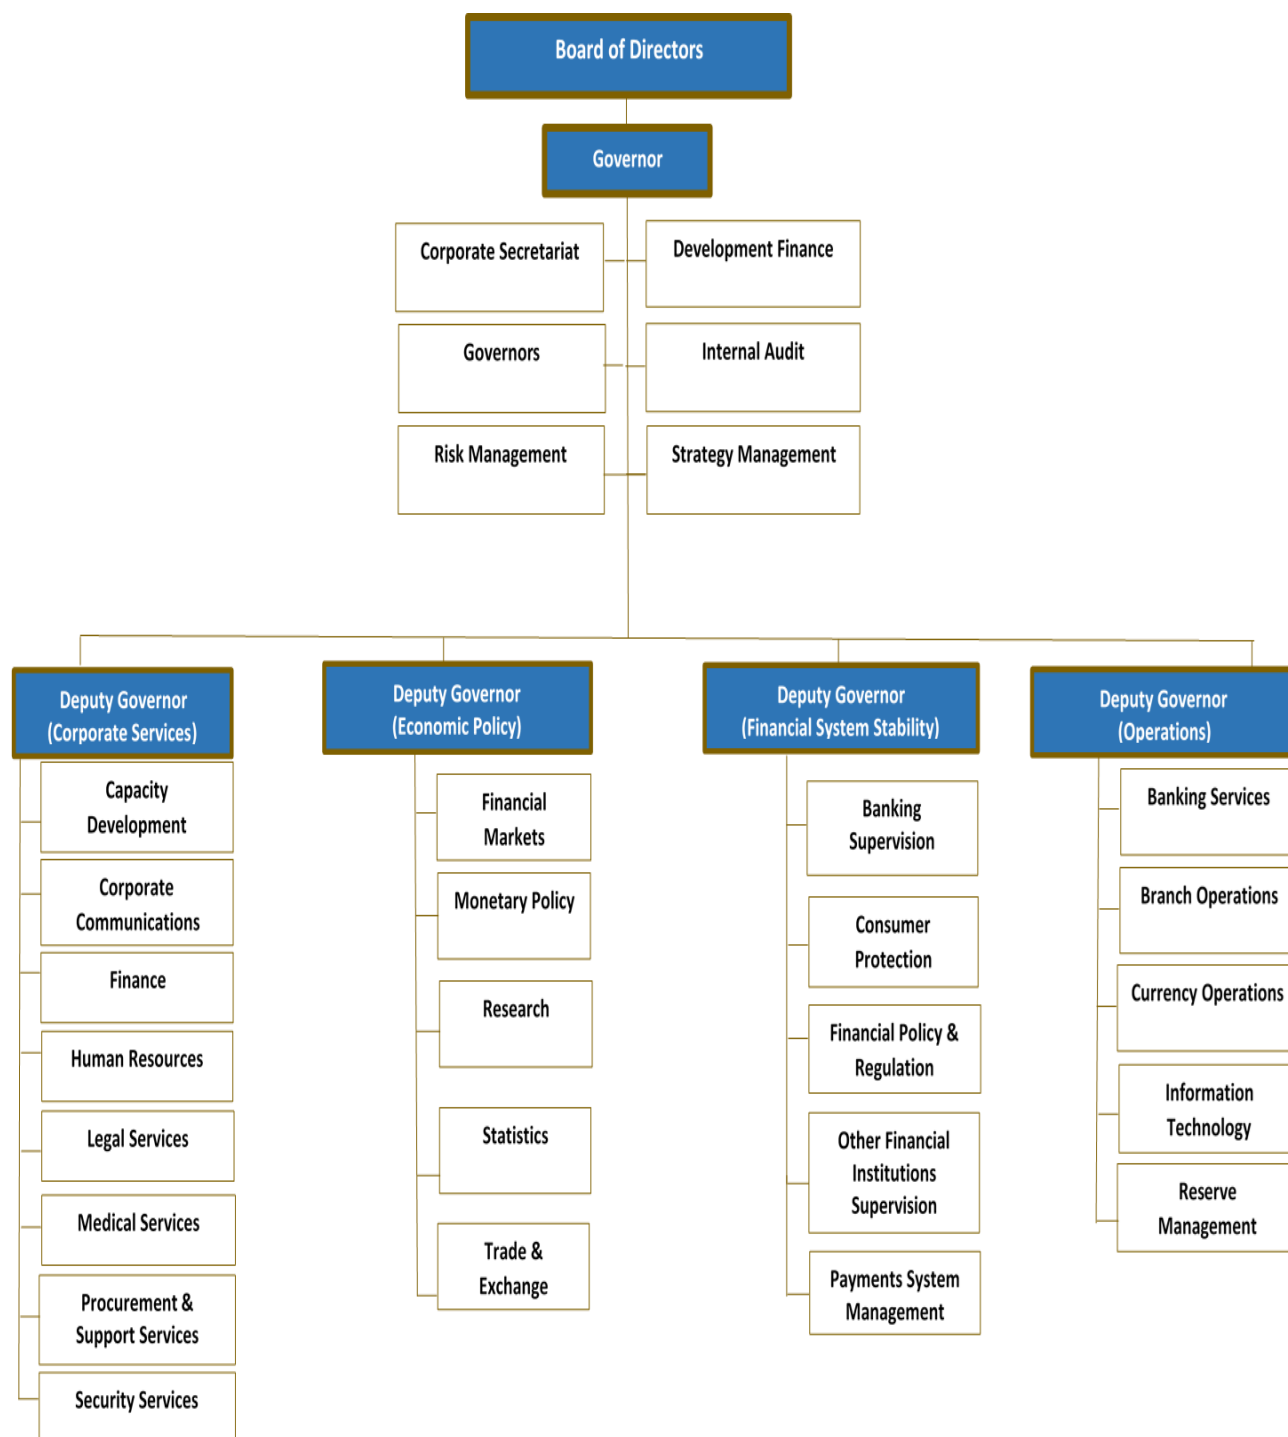 Board of Directors
Governor
Corporate Secretariat
Development Finance
Governors
Internal Audit
Risk Management
Strategy Management
Deputy Governor
(Corporate Services)
Capacity
Development
Corporate
Communications
Finance
Human Resources
Legal Services
Medical Services
Procurement &
Support Services
Security Services
Deputy Governor
(Economic Policy)
Financial
Markets
Monetary Policy
Research
Statistics
Trade &
Exchange
Deputy Governor
(Financial System Stability)
Banking
Supervision
Consumer
Protection
Financial Policy &
Regulation
Other Financial
Institutions
Supervision
Payments System
Management
Deputy Governor
(Operations)
Banking Services
Branch Operations
Currency Operations
Information
Technology
Reserve
Management